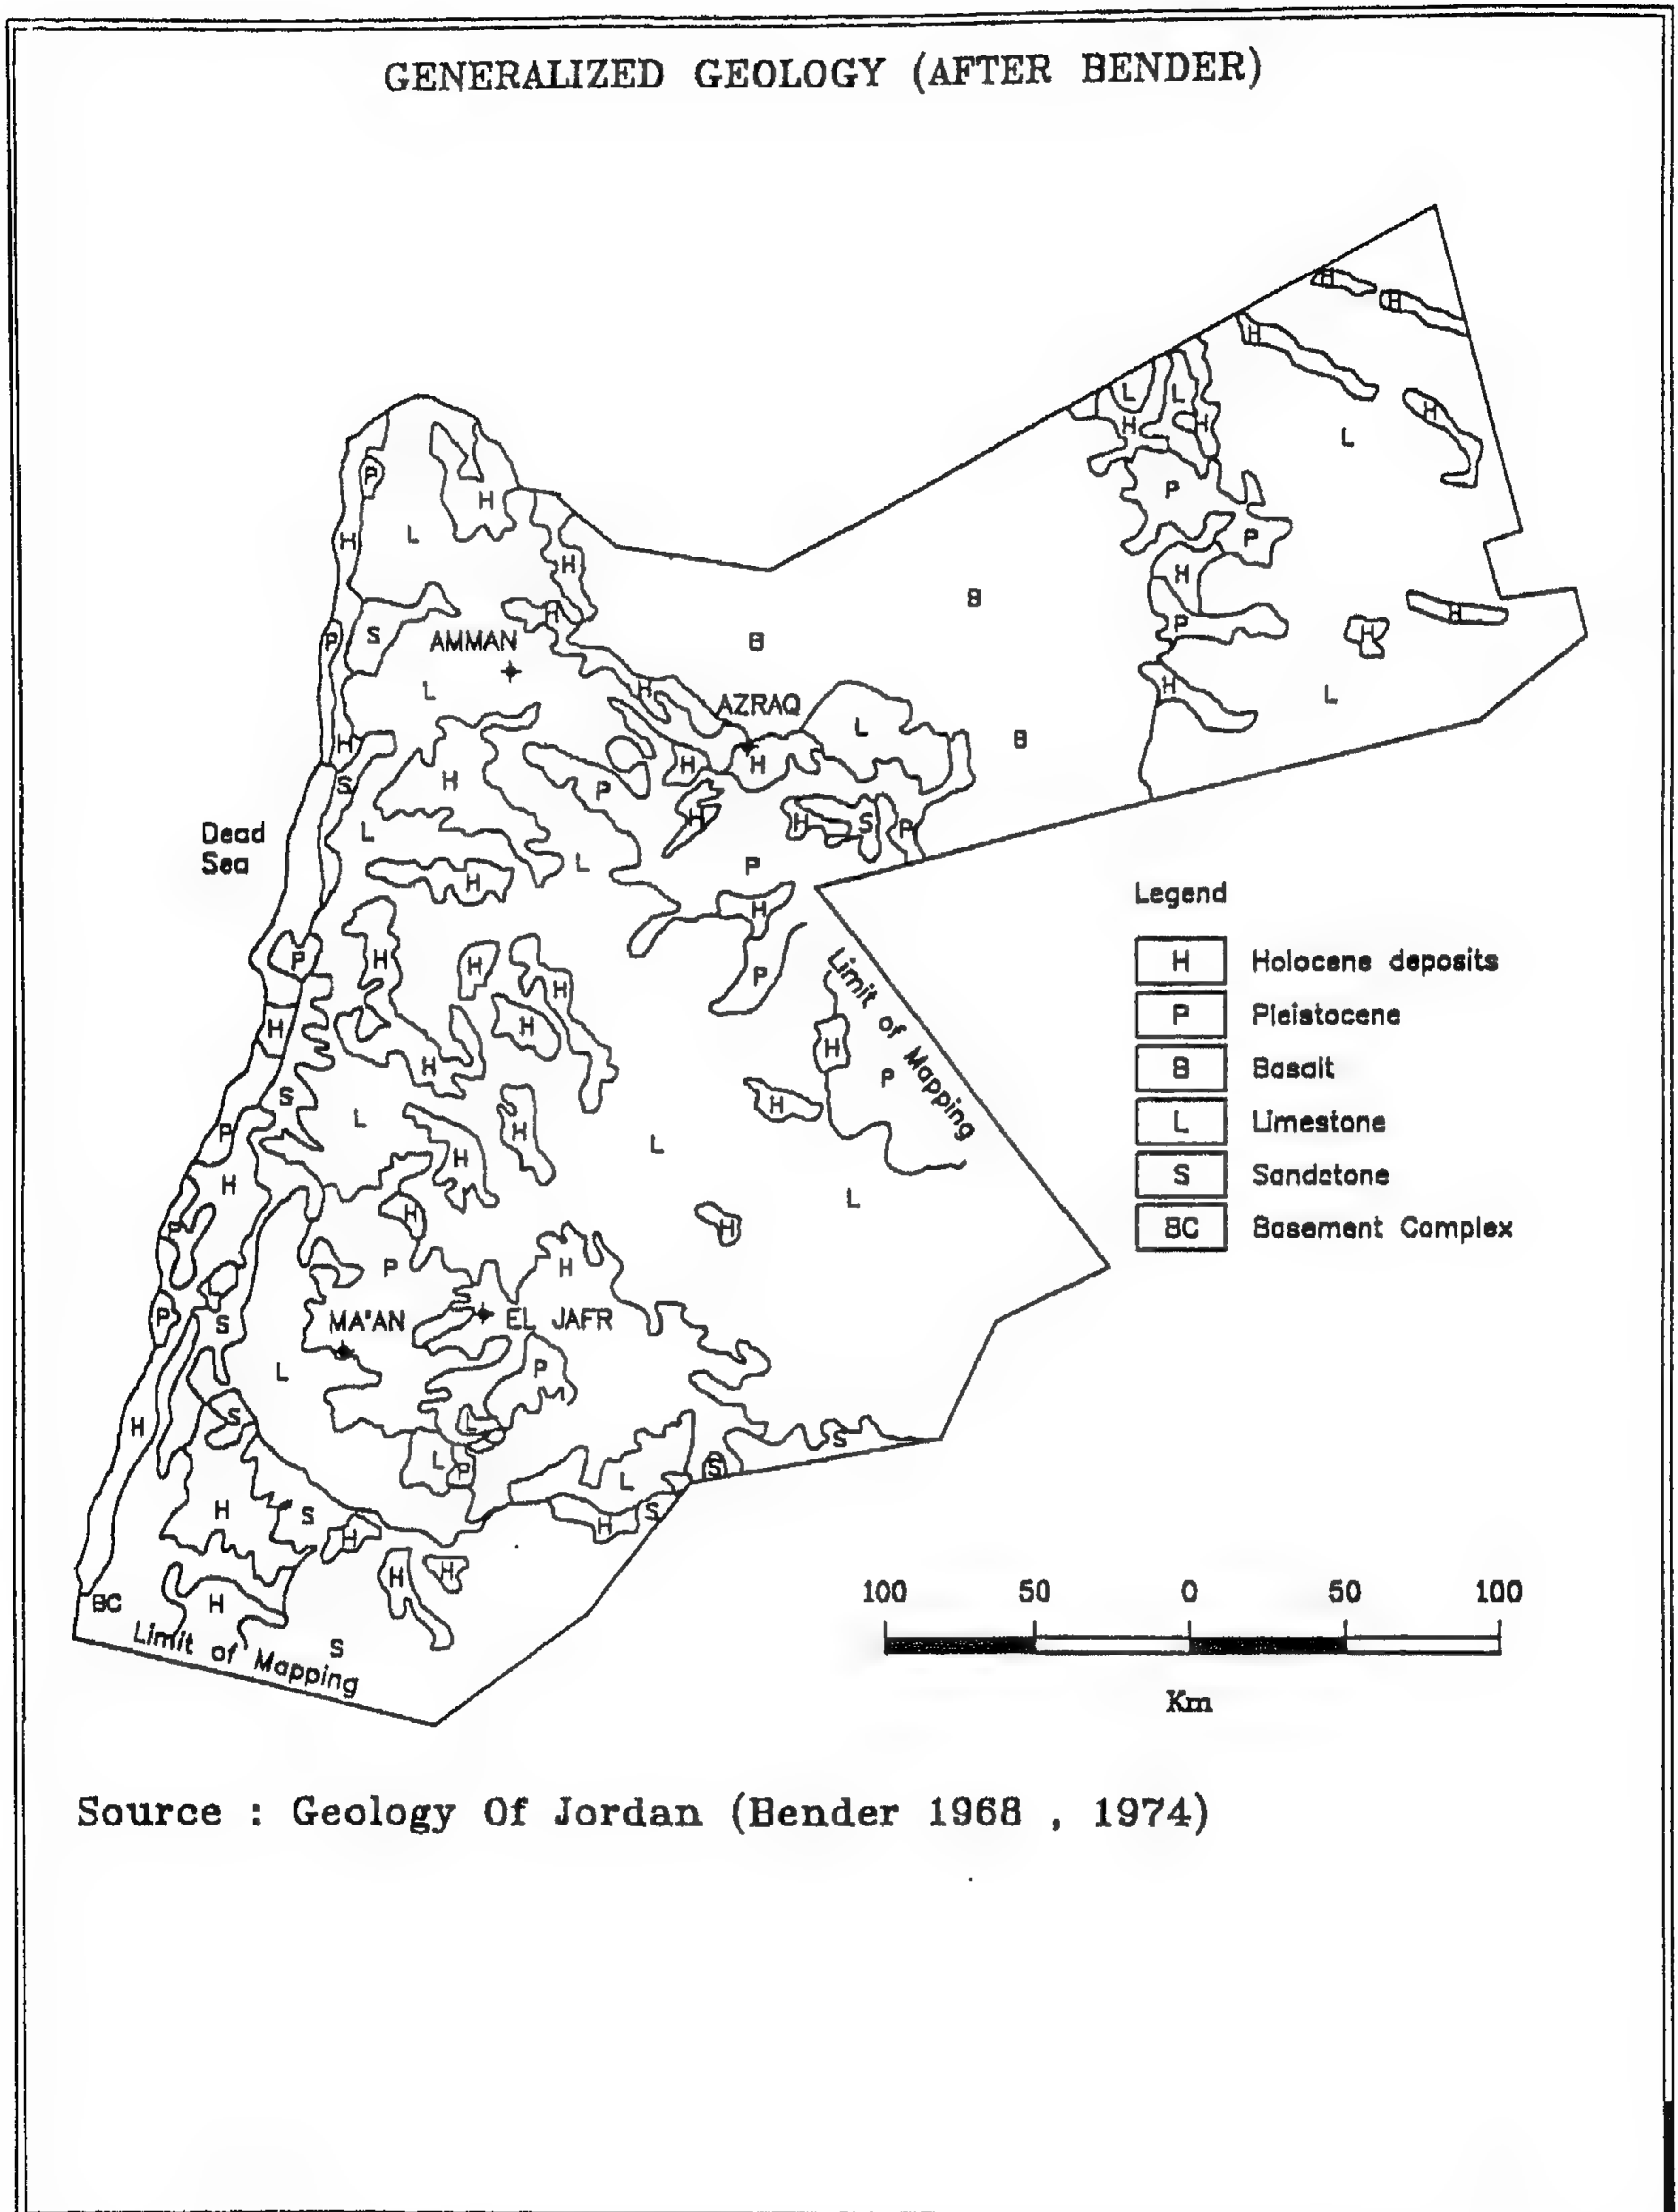 GENERALIZED GEOLOGY (AFTER BENDER)
H
H
H
L
L
H
H
H
L
P
H
P
P
L
H
H
H
B
H
H
P
H
P
S
AMMAN
B
H
L
H
H
AZRAQ
L
L
B
H
H
H
H
P
S
H
H
S
P
Dead
Sea
L
L
P
H
H
P
H
H
H
P
Limit of Mapping
H
H
H
H
P
S
H
L
P
H
H
L
H
H
L
P
H
H
P
H
P
S
MA'AN
EL JAFR
L
P
H
S
L
S
L
P
S
L
H
S
H
S
H
H
H
BC
H
Limit of Mapping
S
Legend
H Holocene deposits
P Pleistocene
B Basalt
L Limestone
S Sandstone
BC Basement Complex
100 50 0 50 100
Km
Source : Geology Of Jordan (Bender 1968 , 1974)